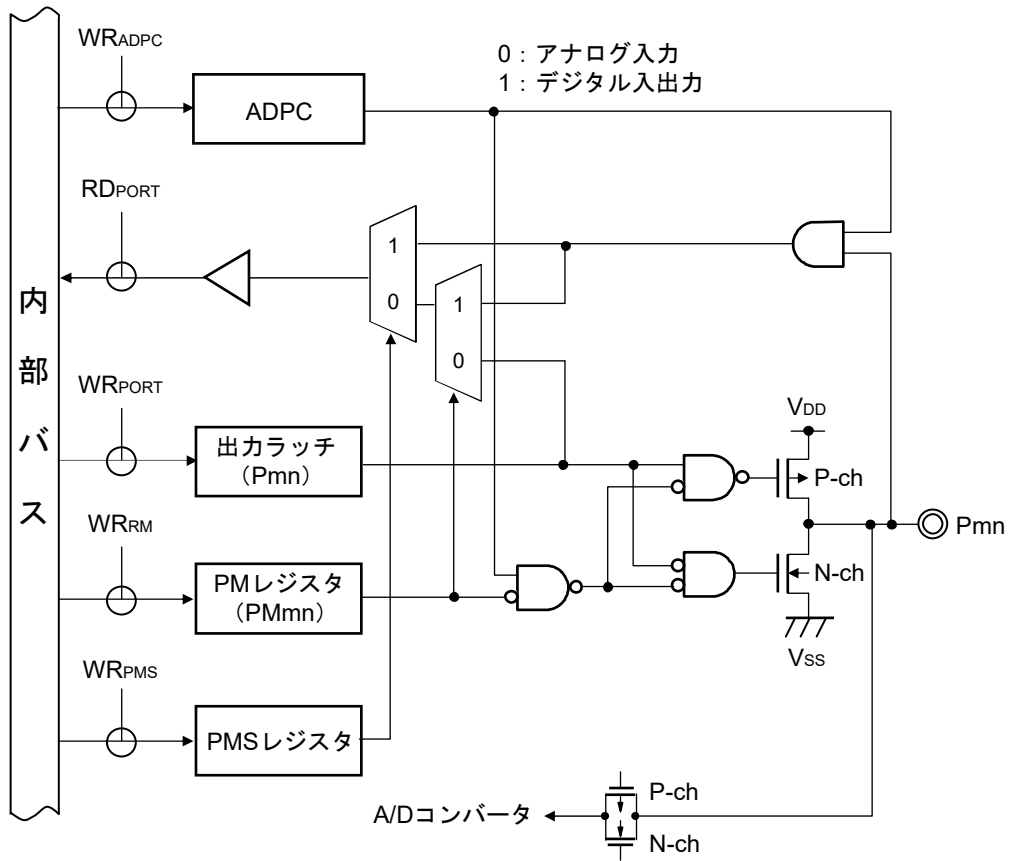 WRADPC
0：アナログ入力
1：デジタル入出力
ADPC
RDPORT
1
0
1
0
内部バス
WRPORT
出力ラッチ
（Pmn）
VDD
P-ch
Pmn
WRRM
PMレジスタ
（PMmn）
N-ch
VSS
WRPMS
PMSレジスタ
P-ch
A/Dコンバータ
N-ch